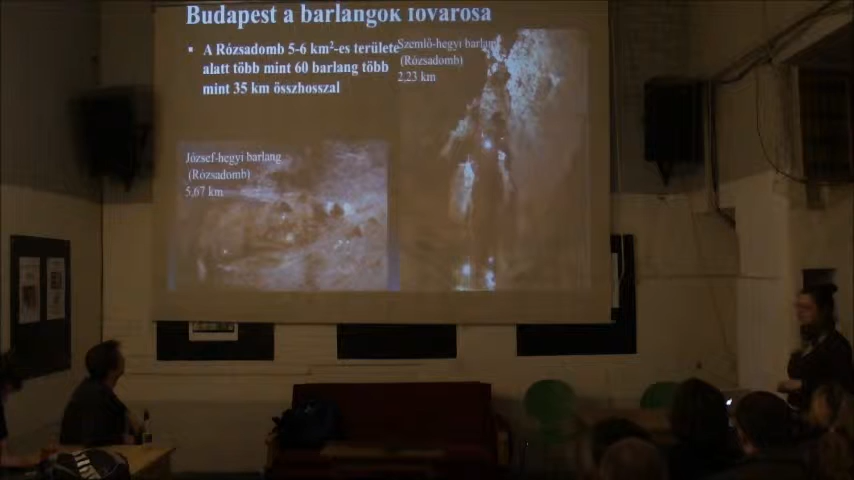 Budapest a barlangok fővárosa
▪ A Rózsadomb 5-6 km²-es területe
alatt több mint 60 barlang több
mint 35 km összhosszal
Szemlő-hegyi barlang
(Rózsadomb)
2,23 km
József-hegyi barlang
(Rózsadomb)
5,67 km